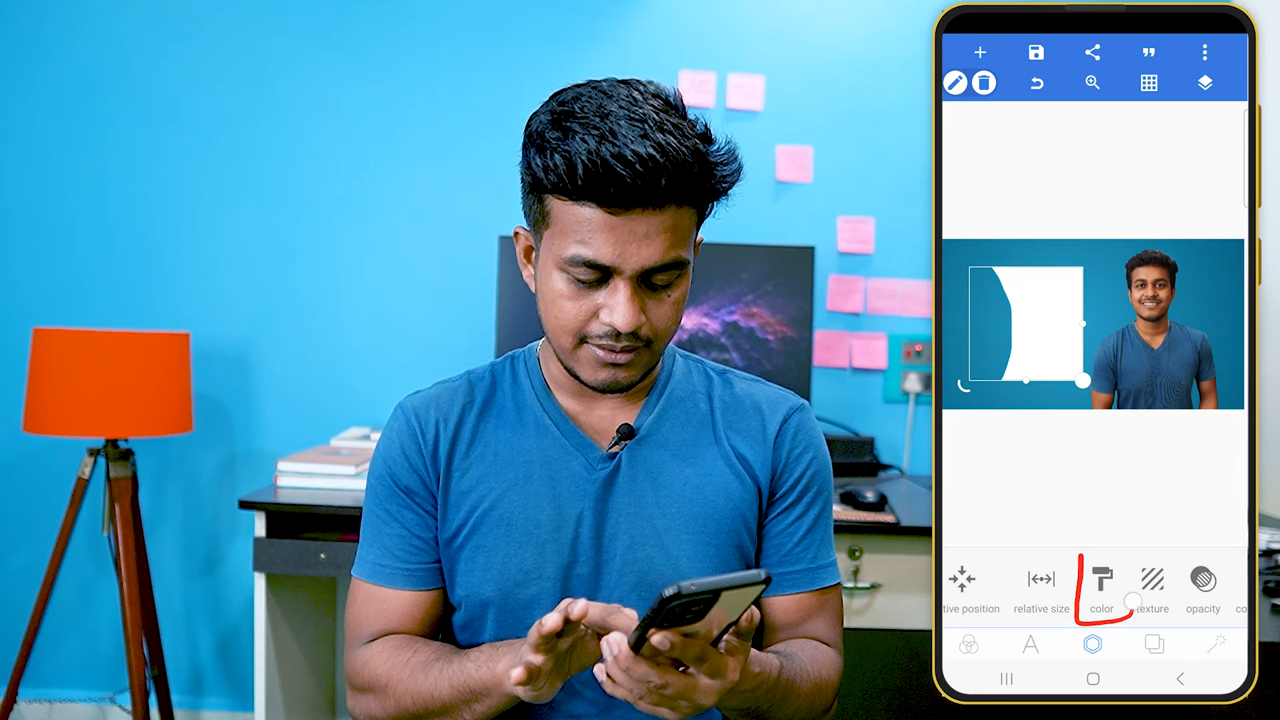 tive position
relative size
color
texture
opacity
co